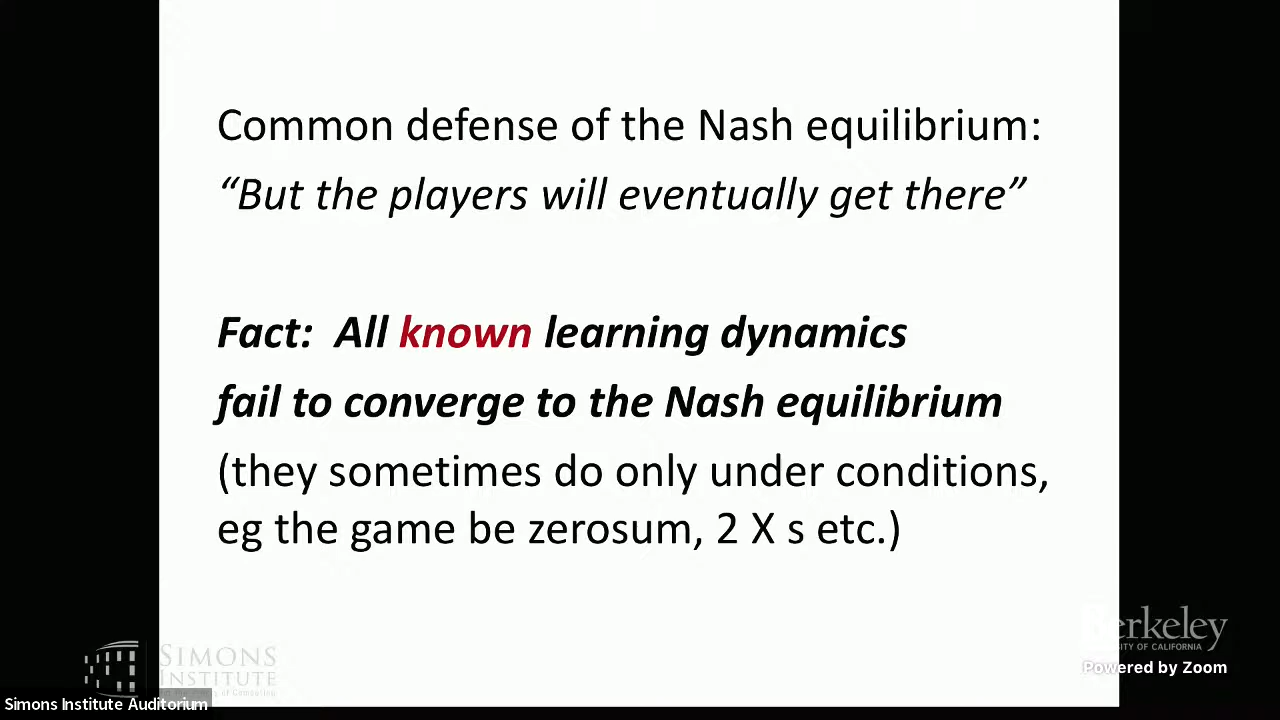 Common defense of the Nash equilibrium:
“But the players will eventually get there”
Fact: All known learning dynamics
fail to converge to the Nash equilibrium
(they sometimes do only under conditions,
eg the game be zerosum, 2 X s etc.)
SIMONS
INSTITUTE
Berkeley
OF CALIFORNIA
Powered by Zoom
Simons Institute Auditorium